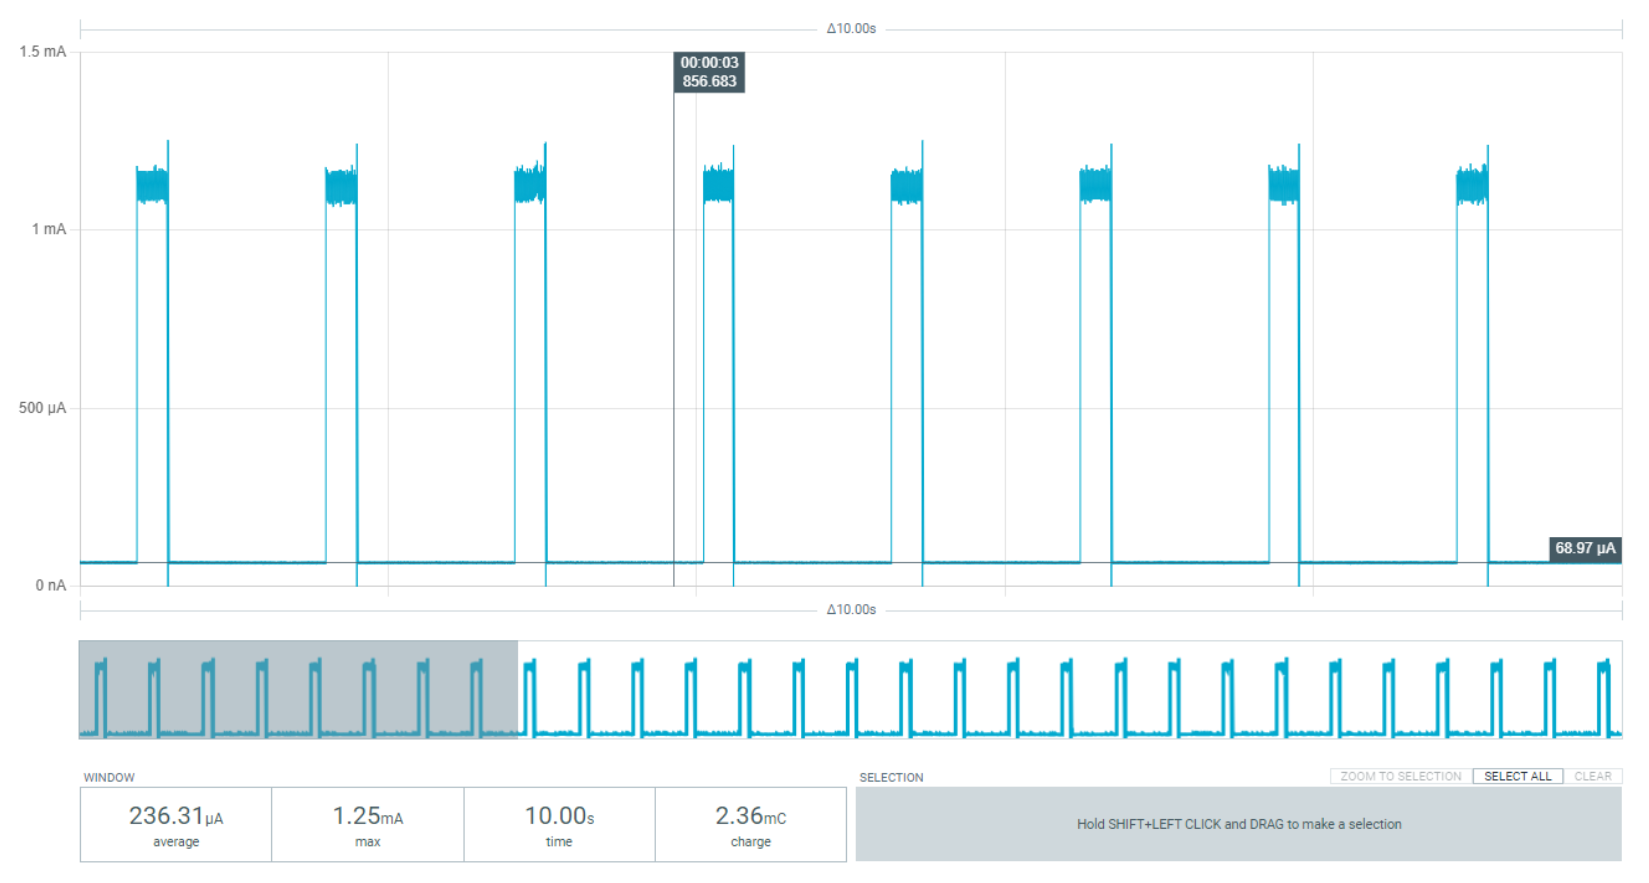 Δ10.00s
1.5 mA
00:00:03
856.683
1 mA
500 µA
68.97 µA
0 nA
Δ10.00s
WINDOW
236.31µA
average
1.25mA
max
10.00s
time
2.36mC
charge
SELECTION
ZOOM TO SELECTION
SELECT ALL
CLEAR
Hold SHIFT+LEFT CLICK and DRAG to make a selection